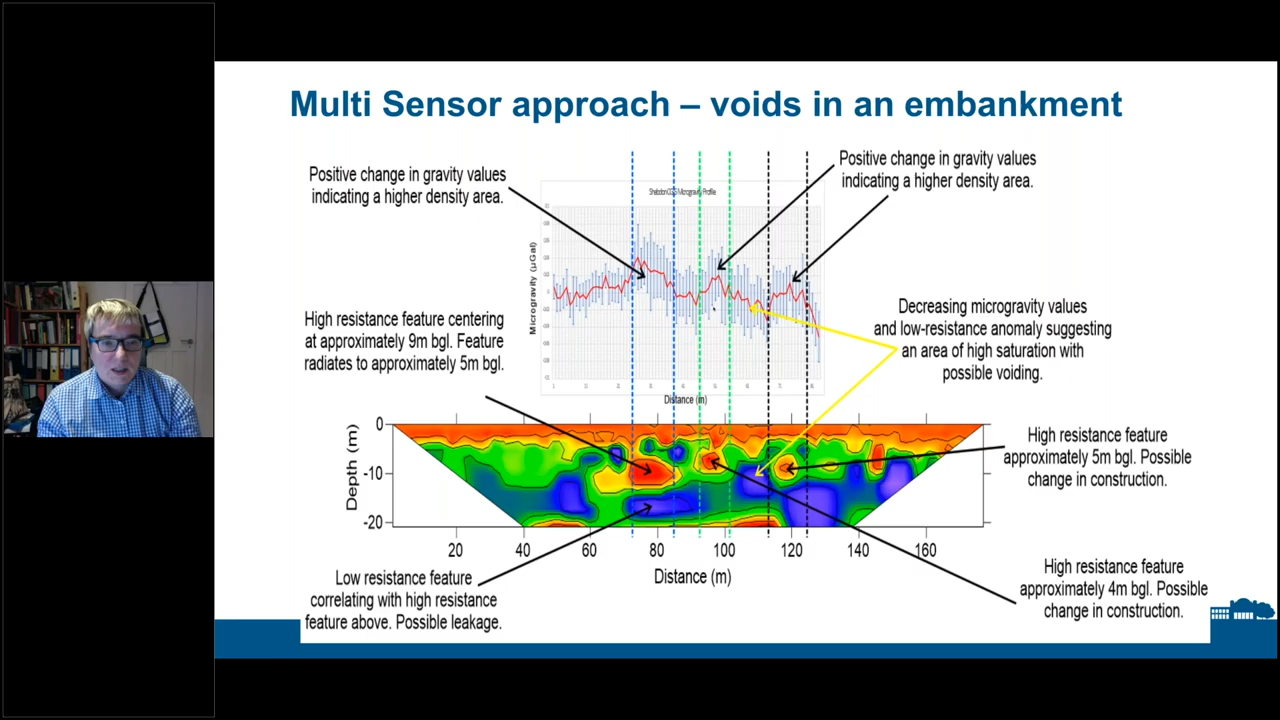 Multi Sensor approach – voids in an embankment
Positive change in gravity values
indicating a higher density area.
Positive change in gravity values
indicating a higher density area.
Microgravity Profile
Microgravity (µGal)
Distance (m)
High resistance feature centering
at approximately 9m bgl. Feature
radiates to approximately 5m bgl.
Decreasing microgravity values
and low-resistance anomaly suggesting
an area of high saturation with
possible voiding.
0
-10
-20
Depth (m)
20 40 60 80 100 120 140 160
Distance (m)
High resistance feature
approximately 5m bgl. Possible
change in construction.
Low resistance feature
correlating with high resistance
feature above. Possible leakage.
High resistance feature
approximately 4m bgl. Possible
change in construction.